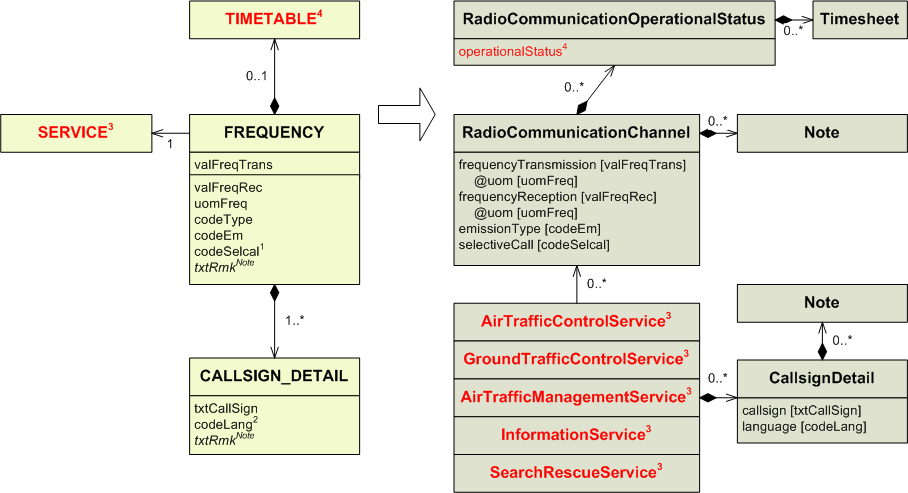 TIMETABLE4
0..1
SERVICE3
1
FREQUENCY
valFreqTrans
valFreqRec
uomFreq
codeType
codeEm
codeSelcal1
txtRmkNote
1..*
CALLSIGN_DETAIL
txtCallSign
codeLang2
txtRmkNote
RadioCommunicationOperationalStatus
operationalStatus4
0..*
Timesheet
0..*
RadioCommunicationChannel
frequencyTransmission [valFreqTrans]
@uom [uomFreq]
frequencyReception [valFreqRec]
@uom [uomFreq]
emissionType [codeEm]
selectiveCall [codeSelcal]
0..*
Note
0..*
AirTrafficControlService3
GroundTrafficControlService3
AirTrafficManagementService3
InformationService3
SearchRescueService3
0..*
Note
0..*
CallsignDetail
callsign [txtCallSign]
language [codeLang]